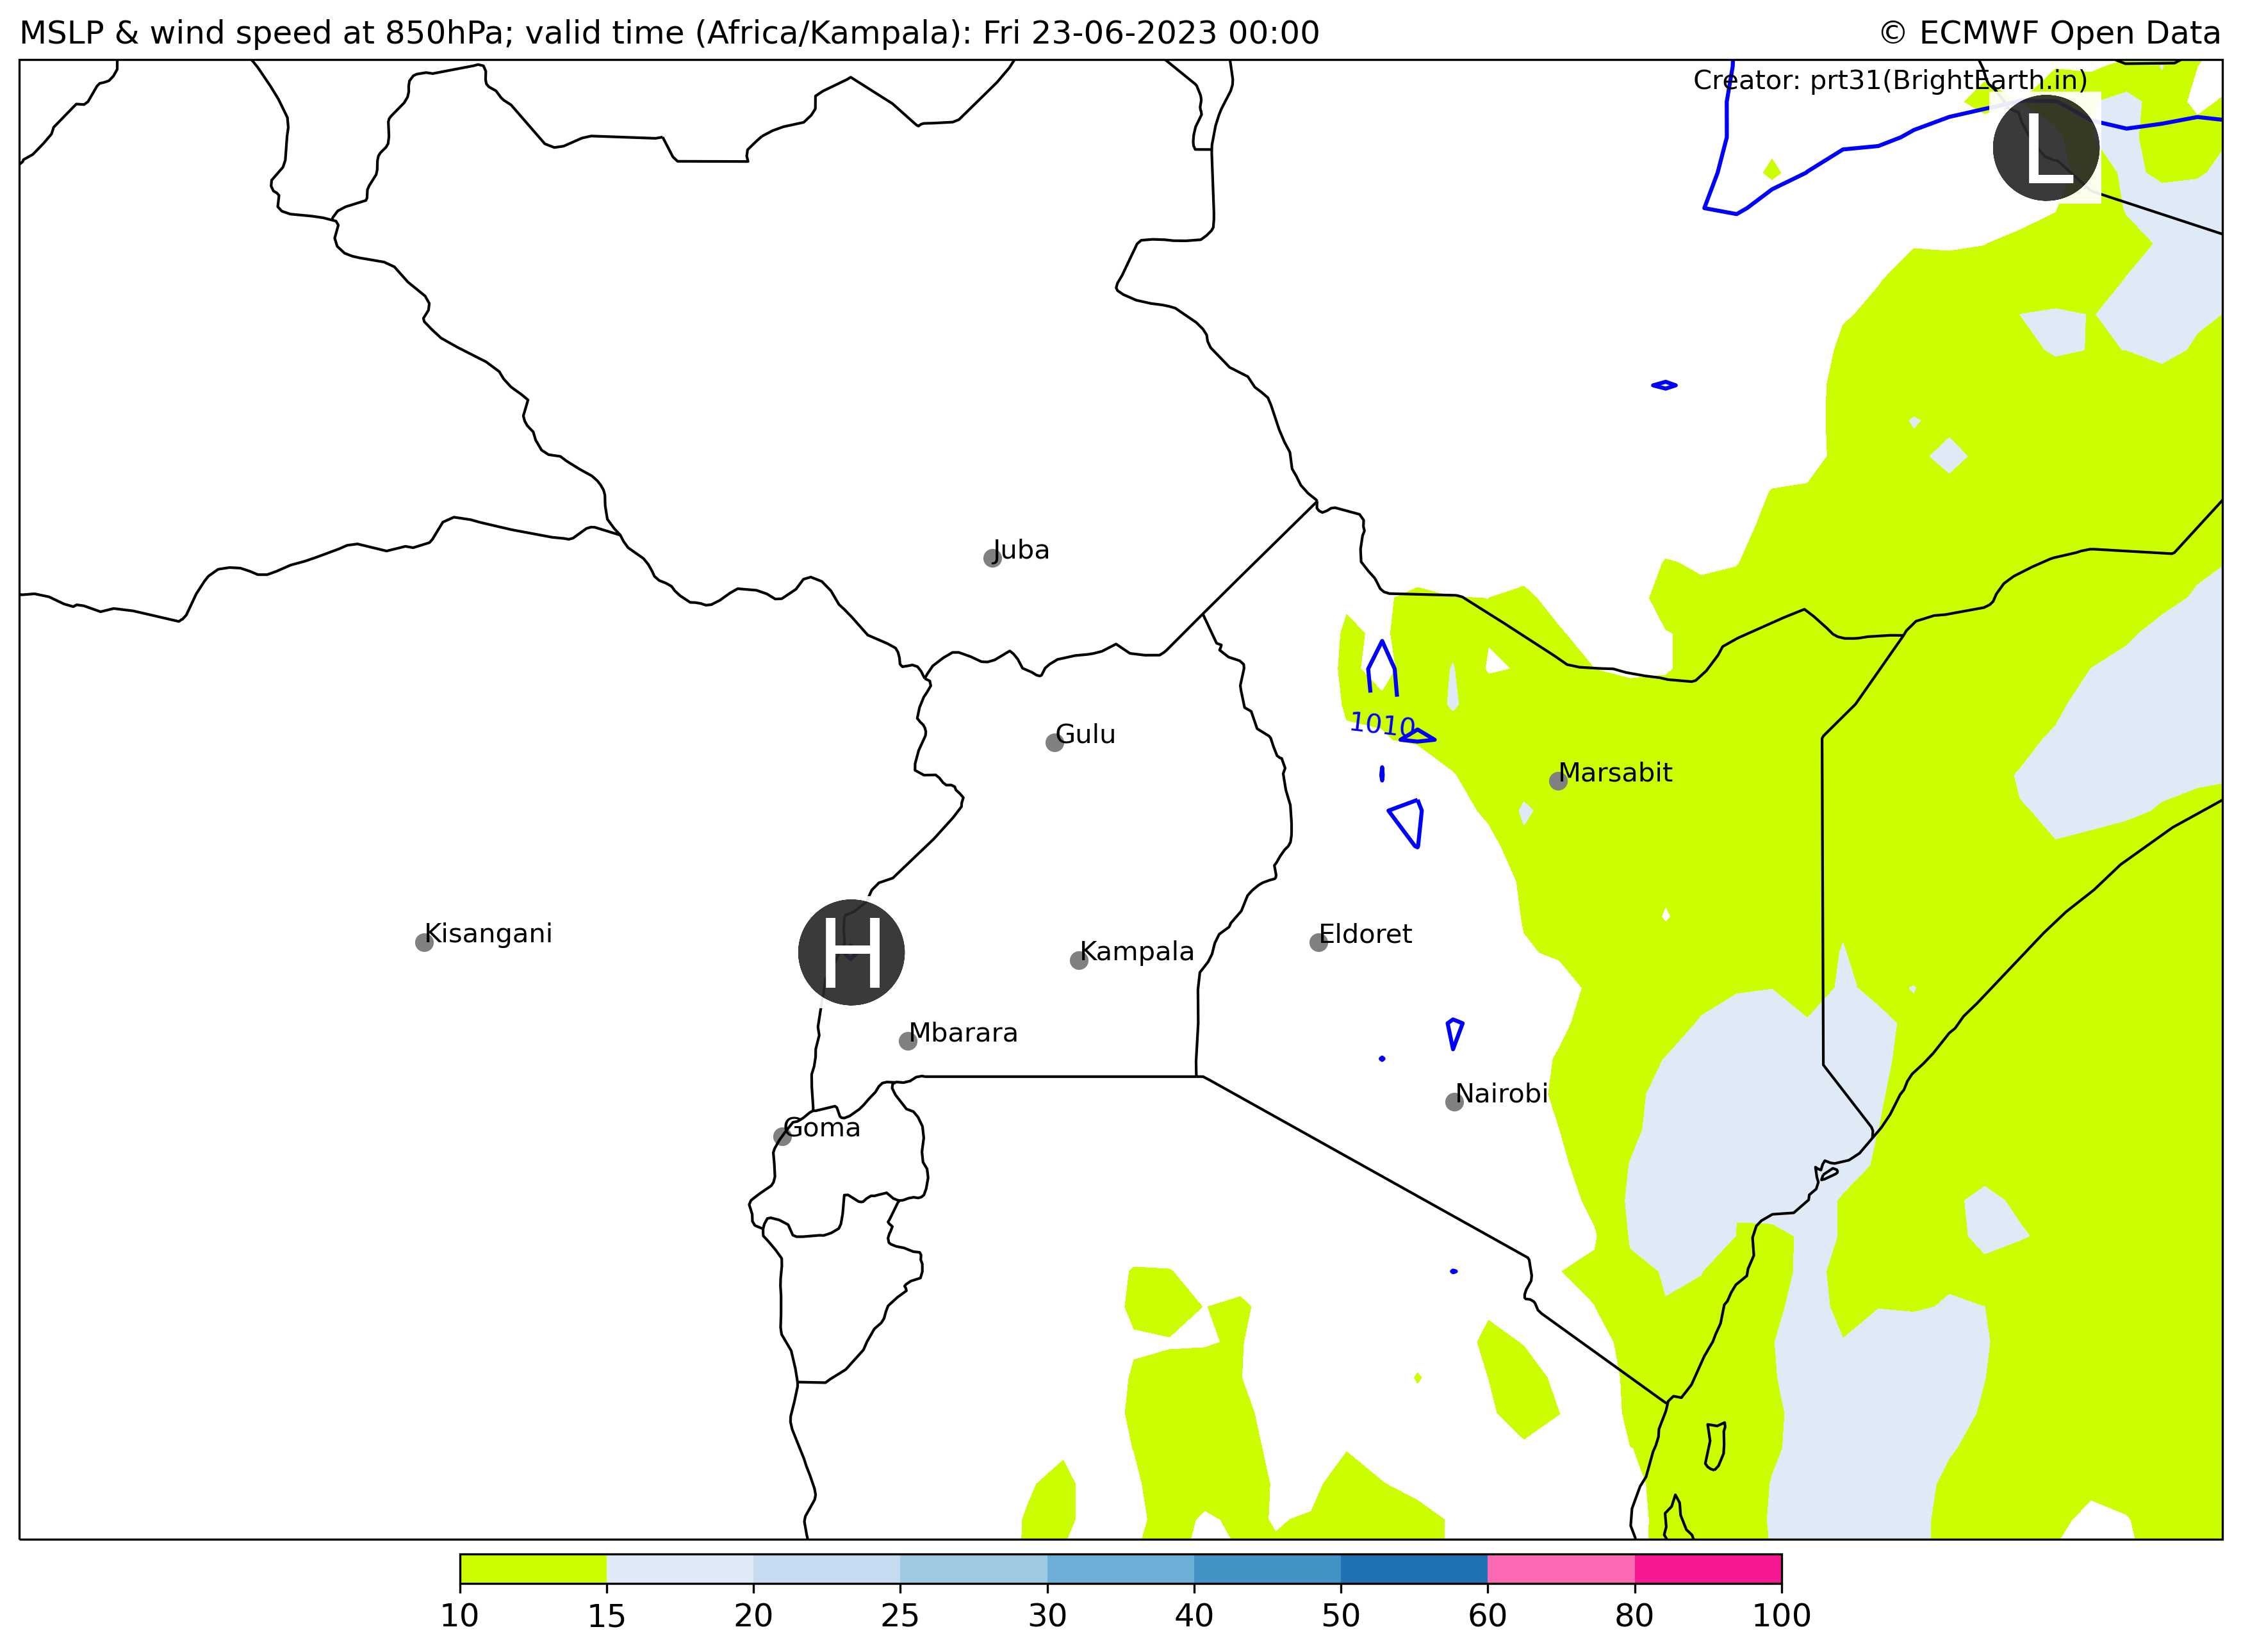 MSLP & wind speed at 850hPa; valid time (Africa/Kampala): Fri 23-06-2023 00:00
© ECMWF Open Data
Creator: prt31(BrightEarth.in)
L
Juba
1010
Gulu
Marsabit
Kisangani
Eldoret
H
Kampala
Mbarara
Nairobi
Goma
10 15 20 25 30 40 50 60 80 100